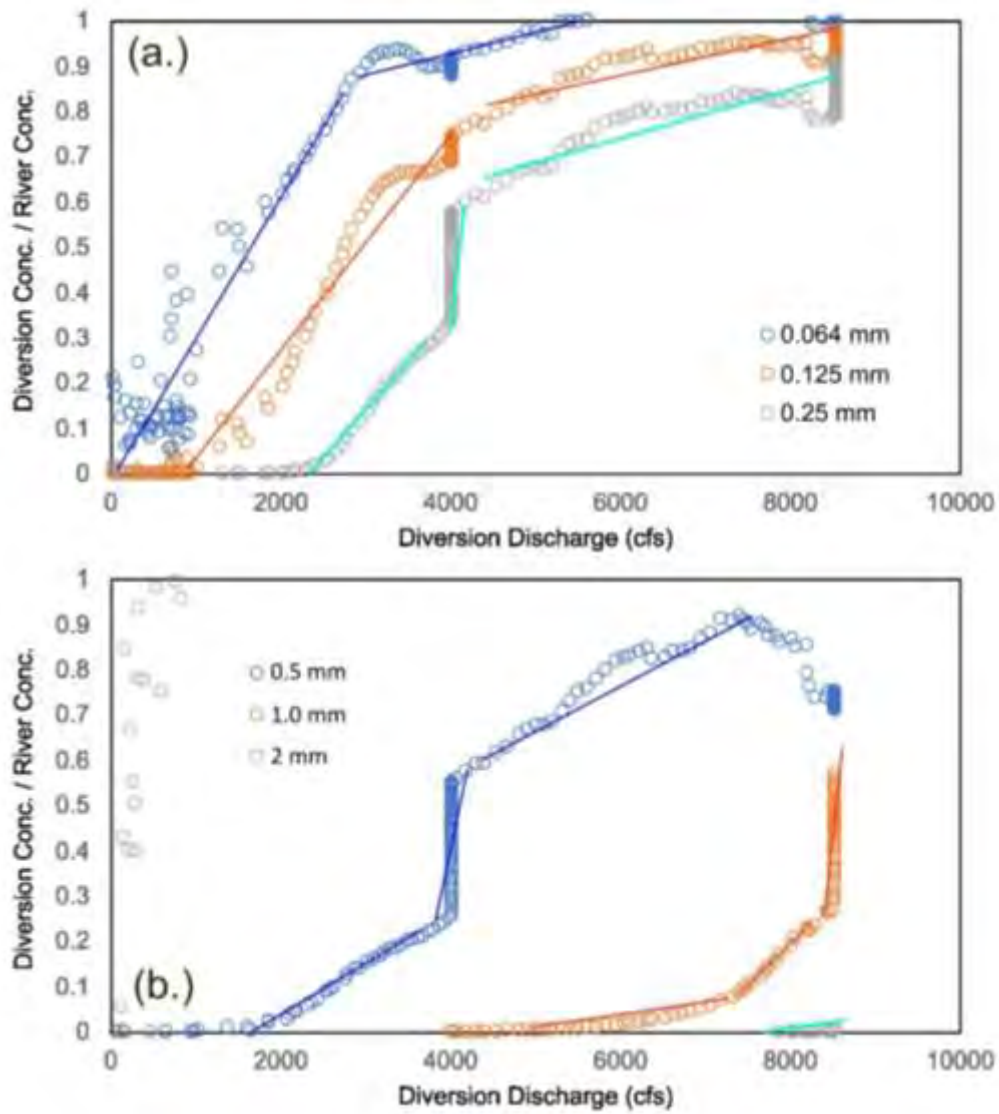 (a.)
1
0.9
0.8
0.7
0.6
0.5
0.4
0.3
0.2
0.1
0
Diversion Conc. / River Conc.
0.064 mm
0.125 mm
0.25 mm
0 2000 4000 6000 8000 10000
Diversion Discharge (cfs)
1
0.9
0.8
0.7
0.6
0.5
0.4
0.3
0.2
0.1
0
Diversion Conc. / River Conc.
0.5 mm
1.0 mm
2 mm
(b.)
0 2000 4000 6000 8000 10000
Diversion Discharge (cfs)